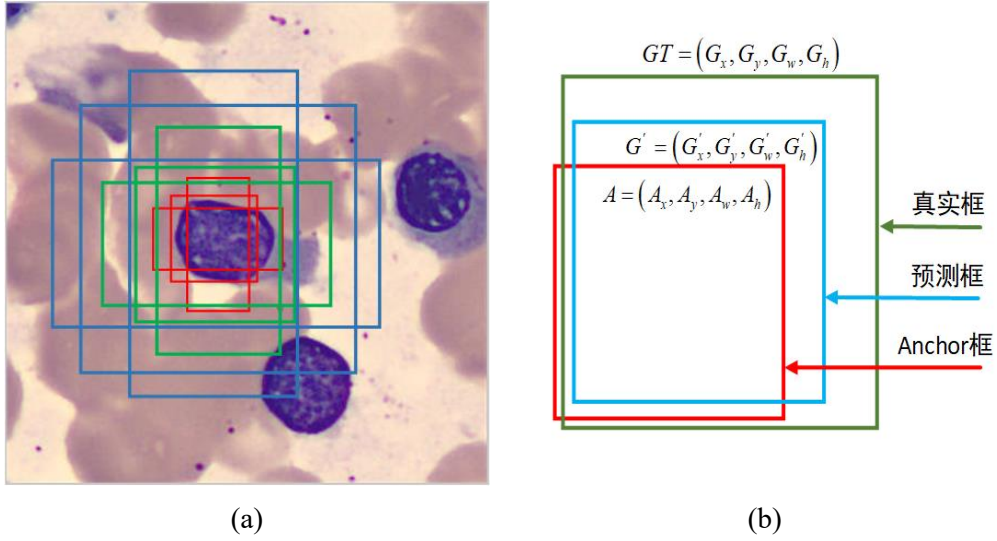 GT = (G_x, G_y, G_w, G_h)
G' = (G'_x, G'_y, G'_w, G'_h)
A = (A_x, A_y, A_w, A_h)
真实框
预测框
Anchor框
(a)
(b)